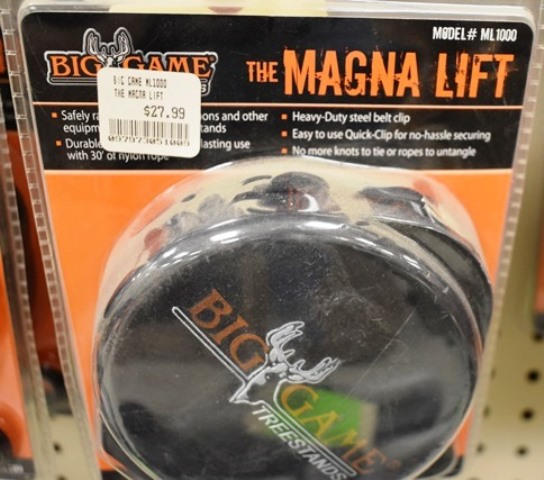 MODEL# ML1000
BIG GAME
THE MAGNA LIFT
BIG GAME ML1000
THE MAGNA LIFT
$27.99
Safely
and other
equipm
tands
Durabl
lasting use
with 30' of nylon rope
Heavy-Duty steel belt clip
Easy to use Quick-Clip for no-hassle securing
No more knots to tie or ropes to untangle
BIG GAME®
TREESTANDS